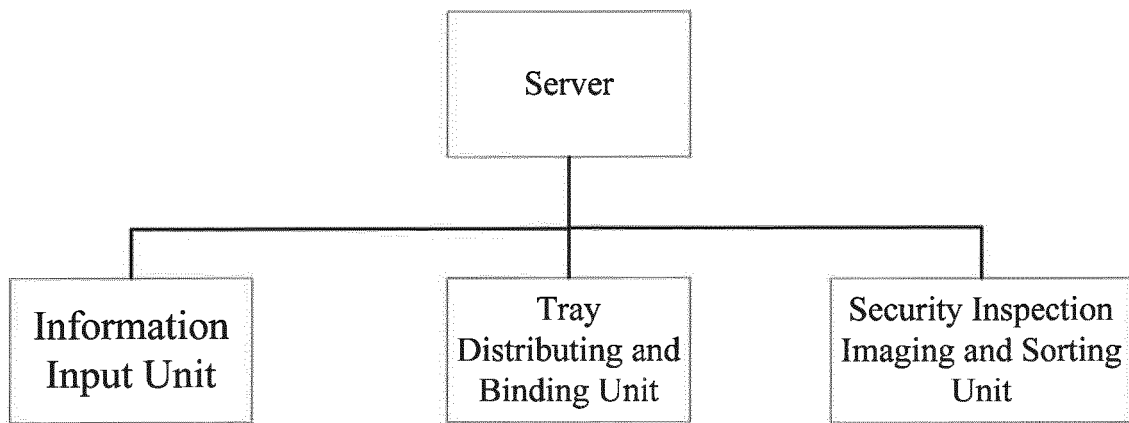 Server
Information
Input Unit
Tray
Distributing and
Binding Unit
Security Inspection
Imaging and Sorting
Unit